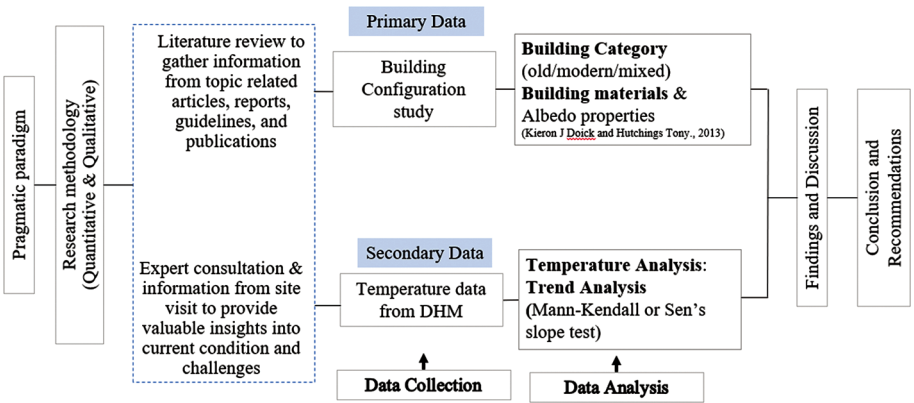 Pragmatic paradigm
Research methodology
(Quantitative & Qualitative)
Literature review to
gather information
from topic related
articles, reports,
guidelines, and
publications
Expert consultation &
information from site
visit to provide
valuable insights into
current condition and
challenges
Primary Data
Building
Configuration
study
Building Category
(old/modern/mixed)
Building materials &
Albedo properties
(Kieron J Doick and Hutchings Tony., 2013)
Secondary Data
Temperature data
from DHM
Temperature Analysis:
Trend Analysis
(Mann-Kendall or Sen's
slope test)
Data Collection
Data Analysis
Findings and Discussion
Conclusion and
Recommendations